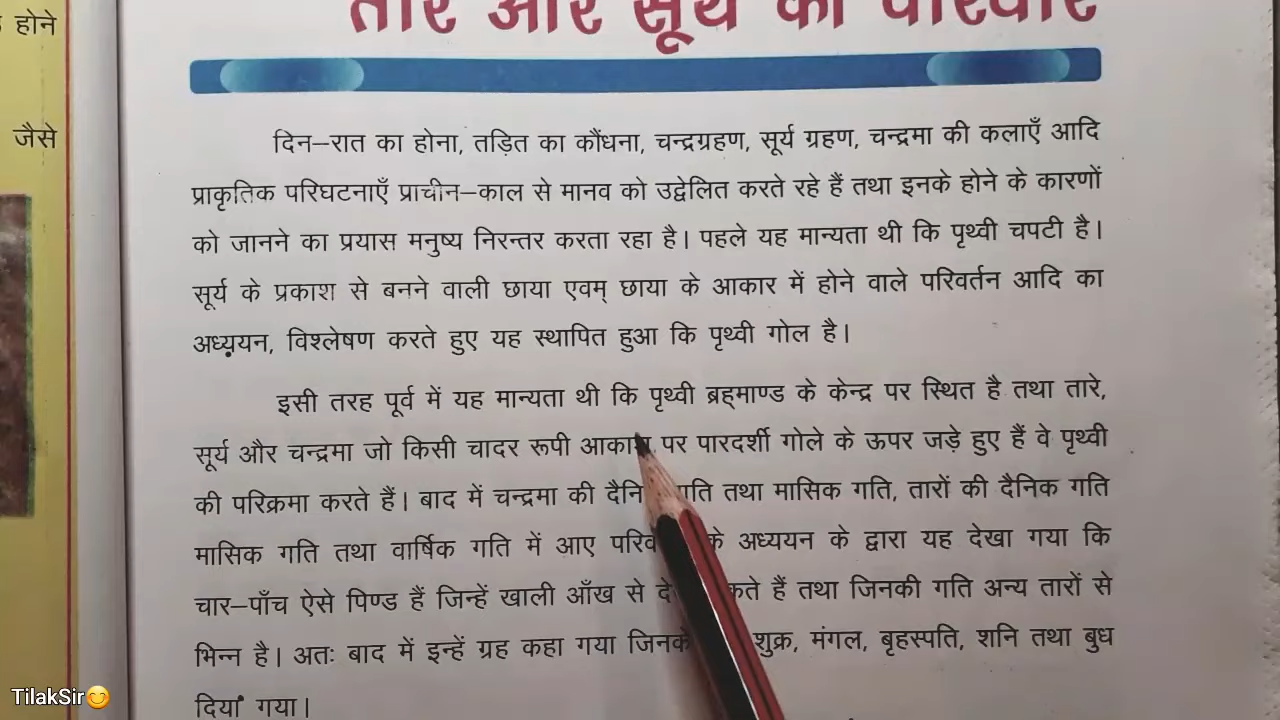 होने
जैसे
तारे और सूर्य का परिवार
दिन–रात का होना, तड़ित का कौंधना, चन्द्रग्रहण, सूर्य ग्रहण, चन्द्रमा की कलाएँ आदि
प्राकृतिक परिघटनाएँ प्राचीन–काल से मानव को उद्वेलित करते रहे हैं तथा इनके होने के कारणों
को जानने का प्रयास मनुष्य निरन्तर करता रहा है। पहले यह मान्यता थी कि पृथ्वी चपटी है।
सूर्य के प्रकाश से बनने वाली छाया एवम् छाया के आकार में होने वाले परिवर्तन आदि का
अध्ययन, विश्लेषण करते हुए यह स्थापित हुआ कि पृथ्वी गोल है।
इसी तरह पूर्व में यह मान्यता थी कि पृथ्वी ब्रह्माण्ड के केन्द्र पर स्थित है तथा तारे,
सूर्य और चन्द्रमा जो किसी चादर रूपी आकाश पर पारदर्शी गोले के ऊपर जड़े हुए हैं वे पृथ्वी
की परिक्रमा करते हैं। बाद में चन्द्रमा की गति तथा मासिक गति, तारों की दैनिक गति
मासिक गति तथा वार्षिक गति में आए के अध्ययन के द्वारा यह देखा गया कि
चार–पाँच ऐसे पिण्ड हैं जिन्हें खाली आँख से हैं तथा जिनकी गति अन्य तारों से
भिन्न है। अतः बाद में इन्हें ग्रह कहा गया शुक्र, मंगल, बृहस्पति, शनि तथा बुध
दिया गया।
TilakSir